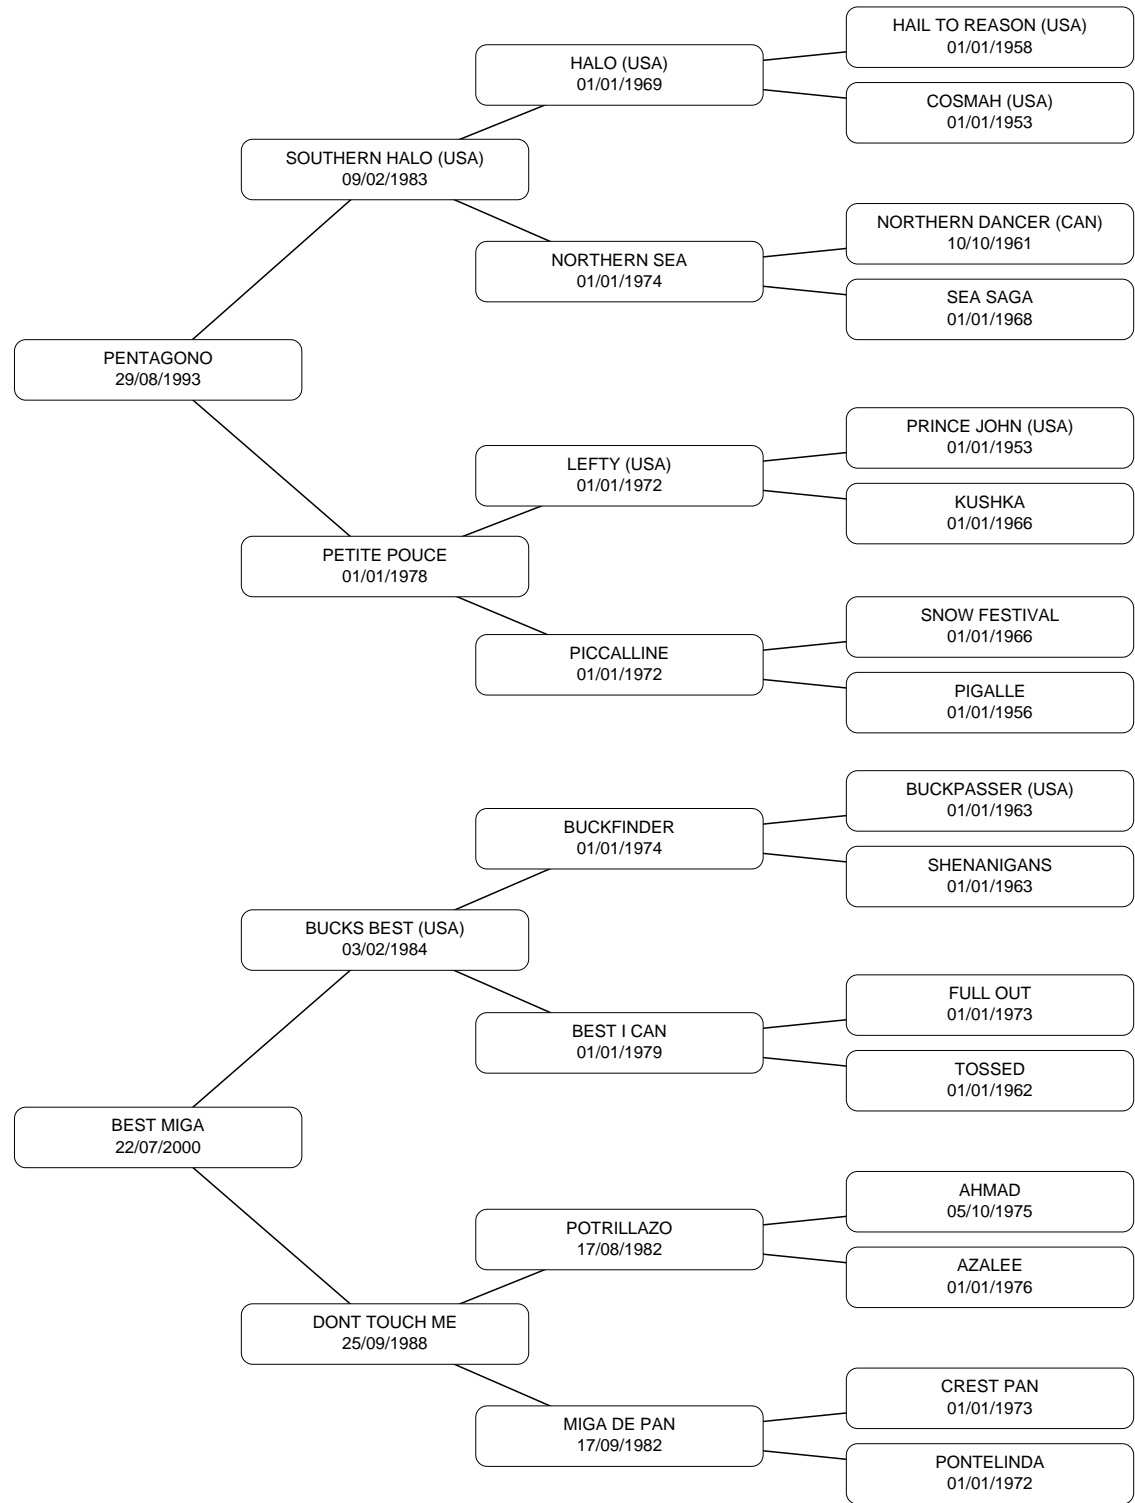 HAIL TO REASON (USA)
01/01/1958
HALO (USA)
01/01/1969
COSMAH (USA)
01/01/1953
SOUTHERN HALO (USA)
09/02/1983
NORTHERN DANCER (CAN)
10/10/1961
NORTHERN SEA
01/01/1974
SEA SAGA
01/01/1968
PENTAGONO
29/08/1993
PRINCE JOHN (USA)
01/01/1953
LEFTY (USA)
01/01/1972
KUSHKA
01/01/1966
PETITE POUCE
01/01/1978
SNOW FESTIVAL
01/01/1966
PICCALLINE
01/01/1972
PIGALLE
01/01/1956
BUCKPASSER (USA)
01/01/1963
BUCKFINDER
01/01/1974
SHENANIGANS
01/01/1963
BUCKS BEST (USA)
03/02/1984
FULL OUT
01/01/1973
BEST I CAN
01/01/1979
TOSSED
01/01/1962
BEST MIGA
22/07/2000
AHMAD
05/10/1975
POTRILLAZO
17/08/1982
AZALEE
01/01/1976
DONT TOUCH ME
25/09/1988
CREST PAN
01/01/1973
MIGA DE PAN
17/09/1982
PONTELINDA
01/01/1972